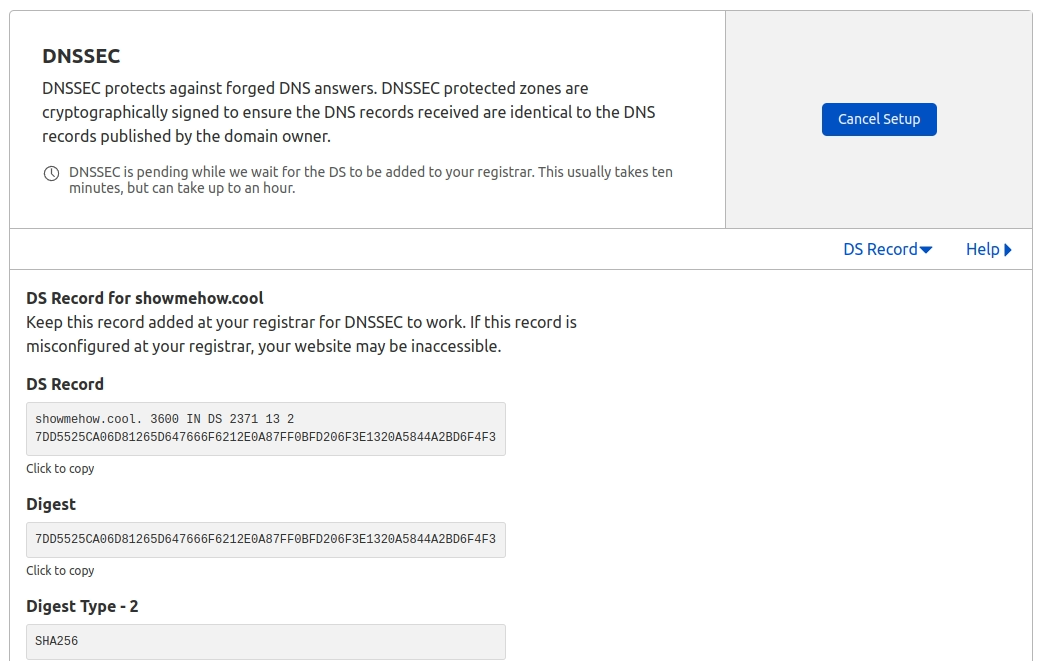 DNSSEC
DNSSEC protects against forged DNS answers. DNSSEC protected zones are
cryptographically signed to ensure the DNS records received are identical to the DNS
records published by the domain owner.
DNSSEC is pending while we wait for the DS to be added to your registrar. This usually takes ten
minutes, but can take up to an hour.
Cancel Setup
DS Record
Help
DS Record for showmehow.cool
Keep this record added at your registrar for DNSSEC to work. If this record is
misconfigured at your registrar, your website may be inaccessible.
DS Record
showmehow.cool. 3600 IN DS 2371 13 2
7DD5525CA06D81265D647666F6212E0A87FF0BFD206F3E1320A5844A2BD6F4F3
Click to copy
Digest
7DD5525CA06D81265D647666F6212E0A87FF0BFD206F3E1320A5844A2BD6F4F3
Click to copy
Digest Type - 2
SHA256